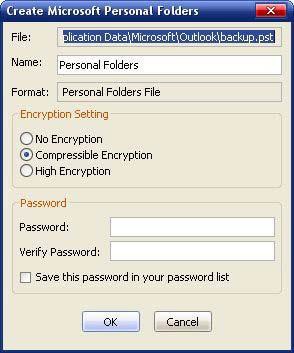 Create Microsoft Personal Folders
File: plication Data\Microsoft\Outlook\backup.pst
Name: Personal Folders
Format: Personal Folders File
Encryption Setting
No Encryption
Compressible Encryption
High Encryption
Password
Password:
Verify Password:
Save this password in your password list
OK Cancel